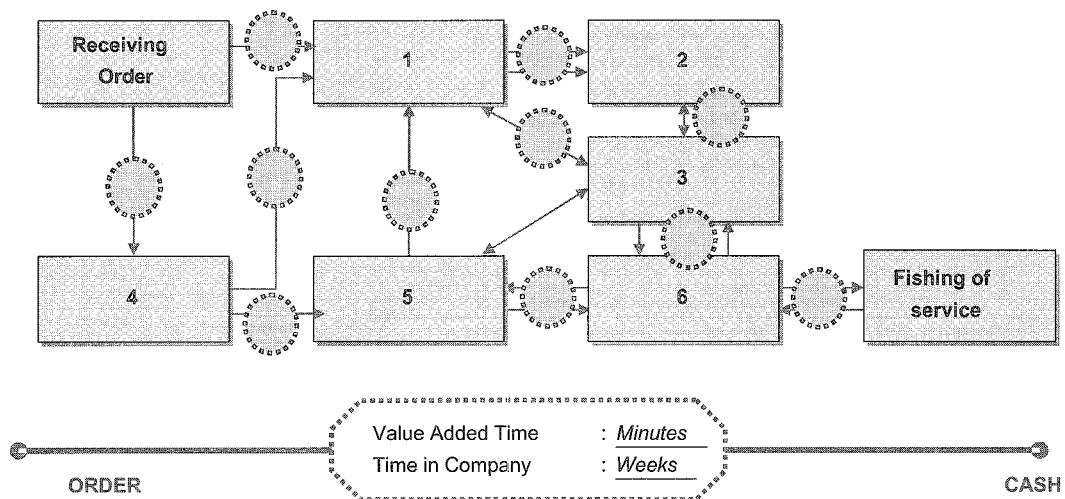 Receiving
Order
1
2
3
4
5
6
Fishing of
service
Value Added Time : Minutes
Time in Company : Weeks
ORDER
CASH